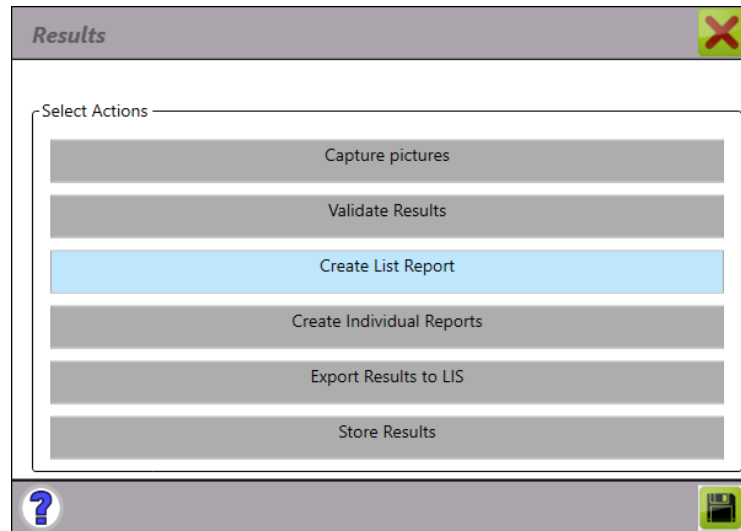 Results
Select Actions
Capture pictures
Validate Results
Create List Report
Create Individual Reports
Export Results to LIS
Store Results
?